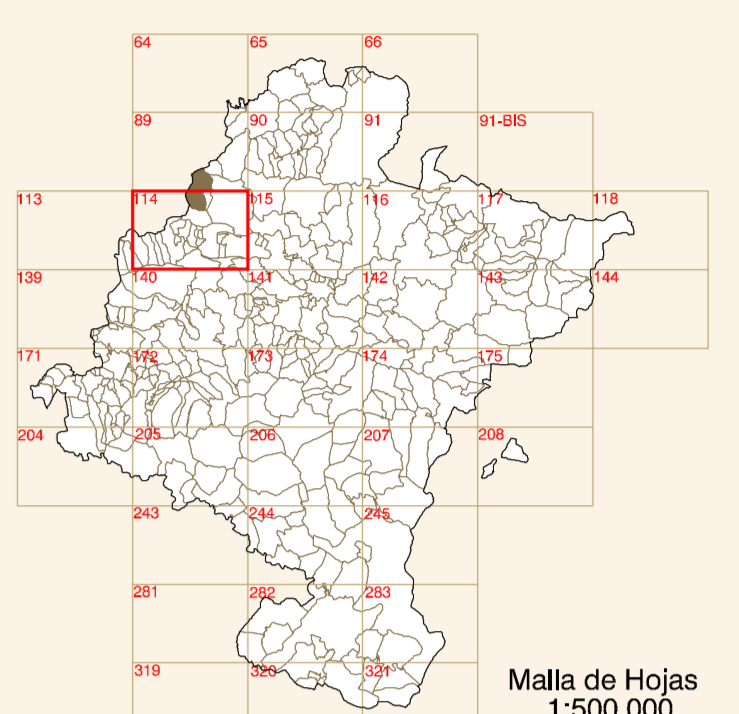 64 65 66
89 90 91 91-BIS
113 114 115 116 117 118
139 140 141 142 143 144
171 172 173 174 175
204 205 206 207 208
243 244 245
281 282 283
319 320 321
Malla de Hojas
1:500.000